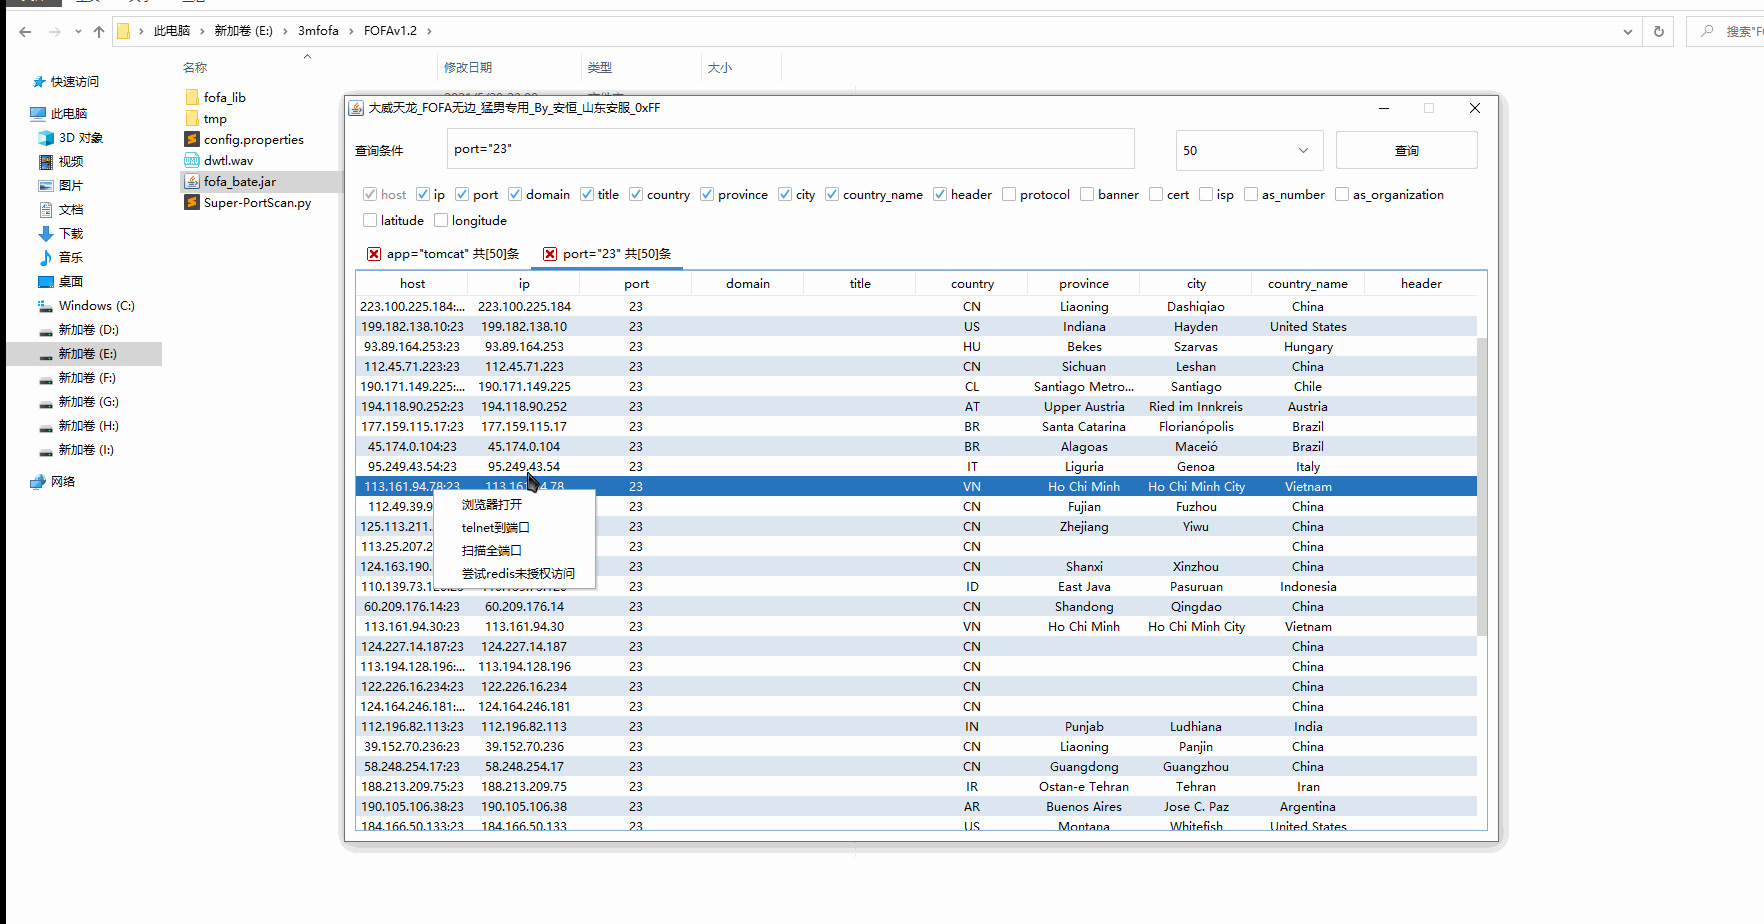 此电脑 › 新加卷 (E:) › 3mfofa › FOFAv1.2 ›
搜索"F
名称 修改日期 类型 大小
快速访问
此电脑
3D 对象
视频
图片
文档
下载
音乐
桌面
Windows (C:)
新加卷 (D:)
新加卷 (E:)
新加卷 (F:)
新加卷 (G:)
新加卷 (H:)
新加卷 (I:)
网络
fofa_lib
tmp
config.properties
dwtl.wav
fofa_bate.jar
Super-PortScan.py
大威天龙_FOFA无边_猛男专用_By_安恒_山东安服_0xFF
查询条件 port="23" 50 查询
host ip port domain title country province city country_name header protocol banner cert isp as_number as_organization
latitude longitude
app="tomcat" 共[50]条 port="23" 共[50]条
host ip port domain title country province city country_name header
223.100.225.184:... 223.100.225.184 23 CN Liaoning Dashiqiao China
199.182.138.10:23 199.182.138.10 23 US Indiana Hayden United States
93.89.164.253:23 93.89.164.253 23 HU Bekes Szarvas Hungary
112.45.71.223:23 112.45.71.223 23 CN Sichuan Leshan China
190.171.149.225:... 190.171.149.225 23 CL Santiago Metro... Santiago Chile
194.118.90.252:23 194.118.90.252 23 AT Upper Austria Ried im Innkreis Austria
177.159.115.17:23 177.159.115.17 23 BR Santa Catarina Florianópolis Brazil
45.174.0.104:23 45.174.0.104 23 BR Alagoas Maceió Brazil
95.249.43.54:23 95.249.43.54 23 IT Liguria Genoa Italy
113.161.94.78:23 23 VN Ho Chi Minh Ho Chi Minh City Vietnam
112.49.39.9 23 CN Fujian Fuzhou China
125.113.211. 23 CN Zhejiang Yiwu China
113.25.207.2 23 CN China
124.163.190. 23 CN Shanxi Xinzhou China
110.139.73.1 23 ID East Java Pasuruan Indonesia
60.209.176.14:23 60.209.176.14 23 CN Shandong Qingdao China
113.161.94.30:23 113.161.94.30 23 VN Ho Chi Minh Ho Chi Minh City Vietnam
124.227.14.187:23 124.227.14.187 23 CN China
113.194.128.196:... 113.194.128.196 23 CN China
122.226.16.234:23 122.226.16.234 23 CN China
124.164.246.181:... 124.164.246.181 23 CN China
112.196.82.113:23 112.196.82.113 23 IN Punjab Ludhiana India
39.152.70.236:23 39.152.70.236 23 CN Liaoning Panjin China
58.248.254.17:23 58.248.254.17 23 CN Guangdong Guangzhou China
188.213.209.75:23 188.213.209.75 23 IR Ostan-e Tehran Tehran Iran
190.105.106.38:23 190.105.106.38 23 AR Buenos Aires Jose C. Paz Argentina
184.166.50.133:23 184.166.50.133 23 US Montana Whitefish United States
浏览器打开
telnet到端口
扫描全端口
尝试redis未授权访问